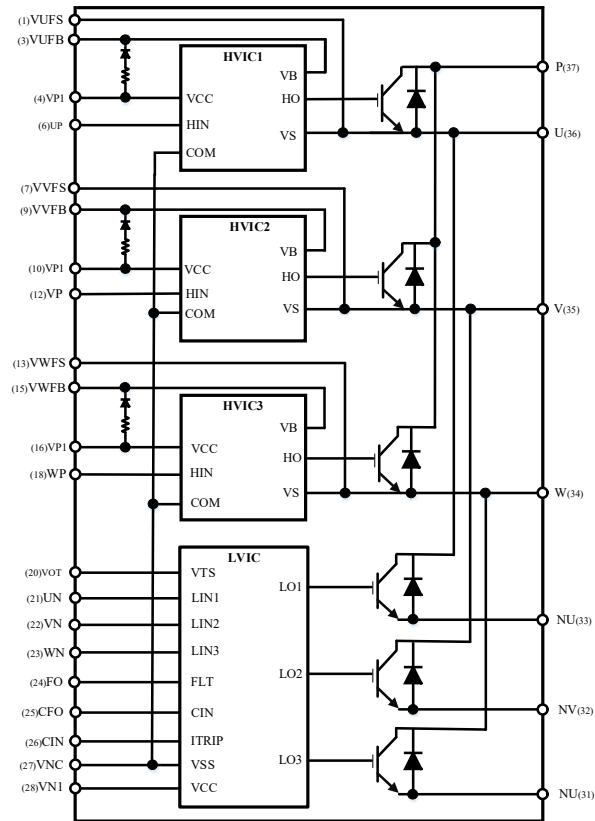 (1)VUFS
(3)VUFB
HVIC1
VB
P(37)
(4)VP1
VCC
HO
(6)UP
HIN
VS
U(36)
COM
(7)VVFS
(9)VVFB
HVIC2
VB
(10)VP1
VCC
HO
(12)VP
HIN
COM
VS
V(35)
(13)VWFS
(15)VWFB
HVIC3
VB
(16)VP1
VCC
HO
(18)WP
HIN
VS
W(34)
COM
LVIC
(20)VOT
VTS
LO1
(21)UN
LIN1
(22)VN
LIN2
NU(33)
(23)WN
LIN3
LO2
(24)FO
FLT
(25)CFO
CIN
NV(32)
(26)CIN
ITRIP
LO3
(27)VNC
VSS
(28)VN1
VCC
NU(31)